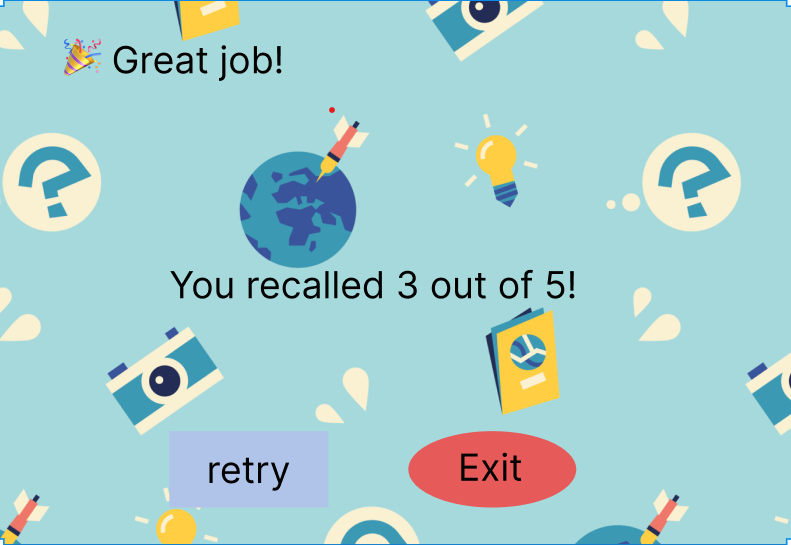 🎉 Great job!
You recalled 3 out of 5!
retry
Exit